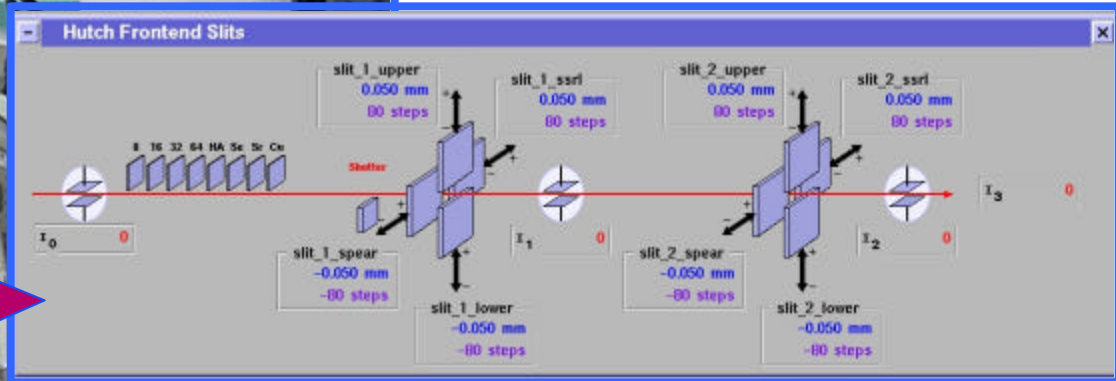 Hutch Frontend Slits
slit_1_upper
0.050 mm
80 steps
slit_1_ssrl
0.050 mm
80 steps
slit_2_upper
0.050 mm
80 steps
slit_2_ssrl
0.050 mm
80 steps
8 16 32 64 HA Se Sr Cu
Shutter
I0 0
I1 0
I2 0
I3 0
slit_1_spear
-0.050 mm
-80 steps
slit_1_lower
-0.050 mm
-80 steps
slit_2_spear
-0.050 mm
-80 steps
slit_2_lower
-0.050 mm
-80 steps